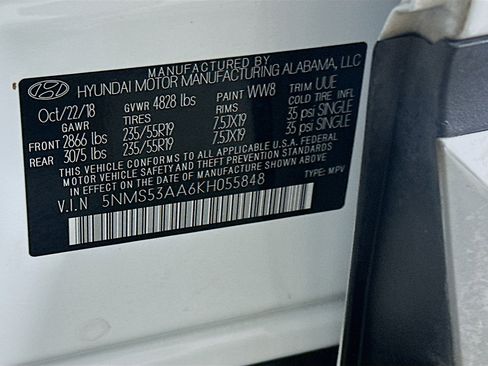 MANUFACTURED BY
HYUNDAI MOTOR MANUFACTURING ALABAMA, LLC
Oct/22/18 GVWR 4828 lbs PAINT WW8 TRIM UUE
GAWR TIRES RIMS COLD TIRE INFL
FRONT 2866 lbs 235/55R19 7.5JX19 35 psi SINGLE
REAR 3075 lbs 235/55R19 7.5JX19 35 psi SINGLE
THIS VEHICLE CONFORMS TO ALL APPLICABLE U.S.A. FEDERAL
MOTOR VEHICLE SAFETY AND THEFT PREVENTION STANDARDS
IN EFFECT ON THE DATE OF MANUFACTURE SHOWN ABOVE
V.I.N 5NMS53AA6KH055848 TYPE: MPV